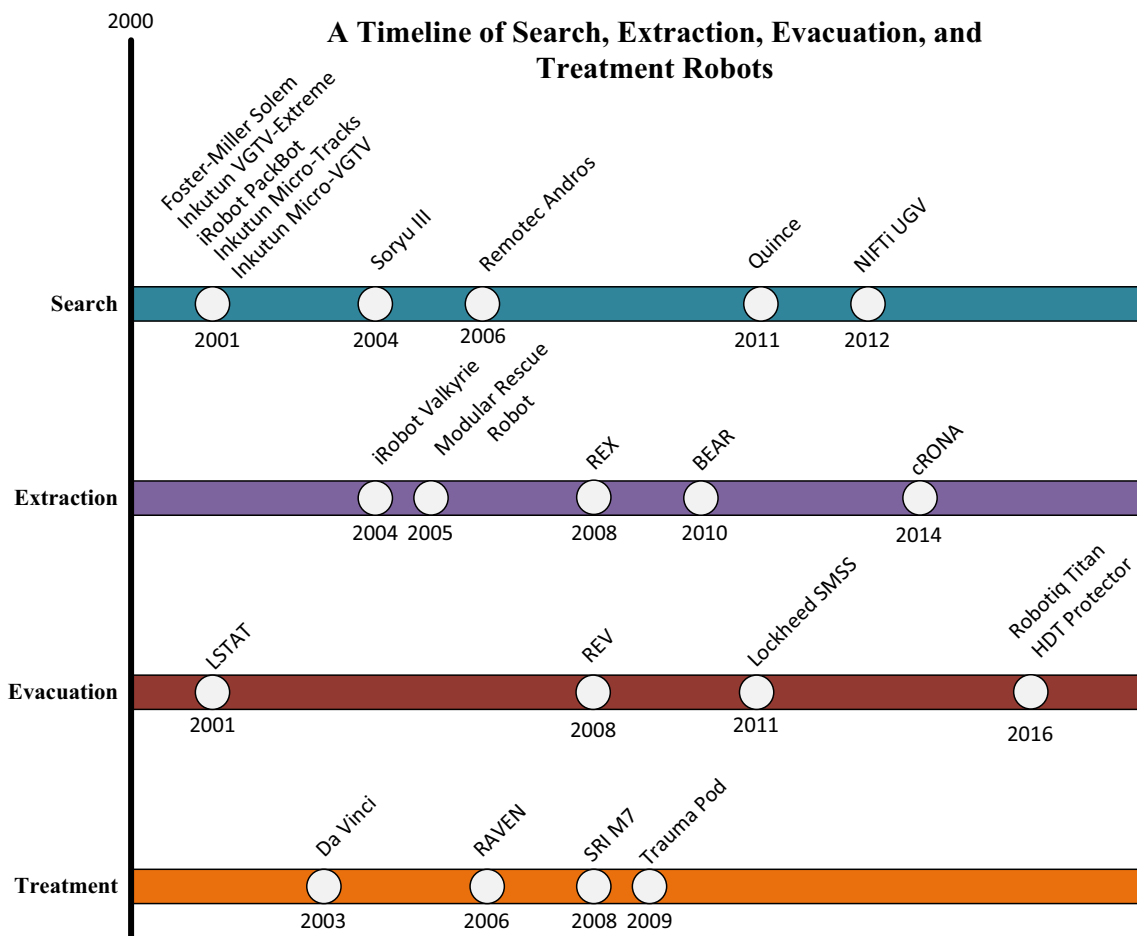 2000
A Timeline of Search, Extraction, Evacuation, and
Treatment Robots
Foster-Miller Solem
Inkutun VGTV-Extreme
iRobot PackBot
Inkutun Micro-Tracks
Inkutun Micro-VGTV
Soryu III
Remotec Andros
Quince
NIFTi UGV
Search
2001
2004
2006
2011
2012
iRobot Valkyrie
Modular Rescue
Robot
REX
BEAR
cRONA
Extraction
2004
2005
2008
2010
2014
LSTAT
REV
Lockheed SMSS
Robotiq Titan
HDT Protector
Evacuation
2001
2008
2011
2016
Da Vinci
RAVEN
SRI M7
Trauma Pod
Treatment
2003
2006
2008
2009